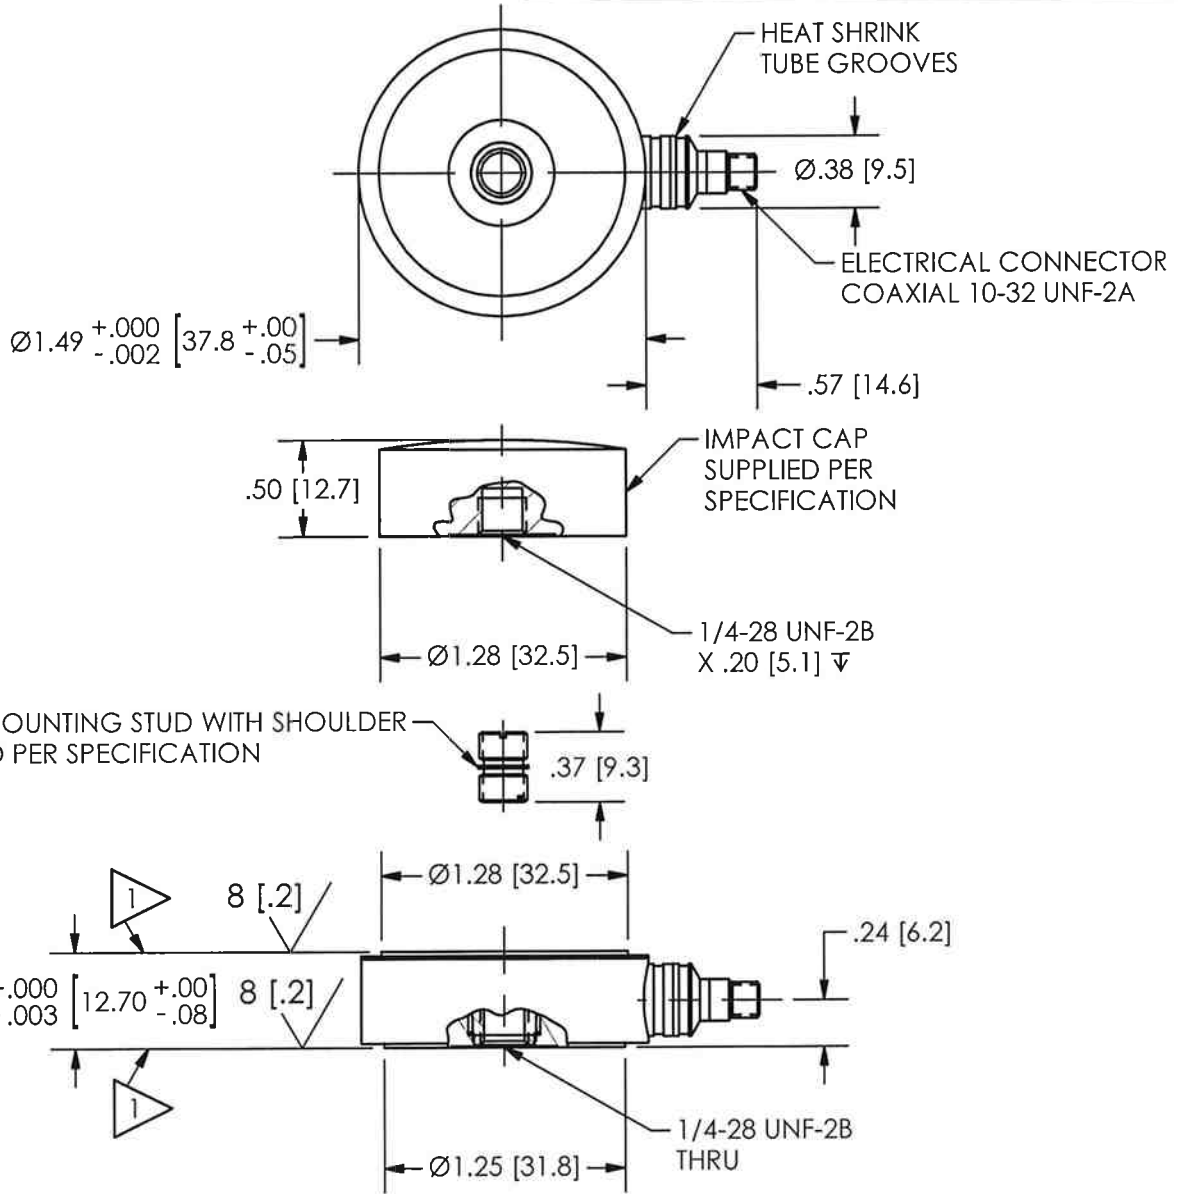 HEAT SHRINK
TUBE GROOVES
Ø.38 [9.5]
ELECTRICAL CONNECTOR
COAXIAL 10-32 UNF-2A
Ø1.49 +.000 -.002 [37.8 +.00 -.05]
.57 [14.6]
IMPACT CAP
SUPPLIED PER
SPECIFICATION
.50 [12.7]
1/4-28 UNF-2B
X .20 [5.1] ↧
Ø1.28 [32.5]
OUNTING STUD WITH SHOULDER
PER SPECIFICATION
.37 [9.3]
Ø1.28 [32.5]
1
8 [.2]
.24 [6.2]
.000 .003 [12.70 +.00 -.08]
8 [.2]
1
1/4-28 UNF-2B
THRU
Ø1.25 [31.8]